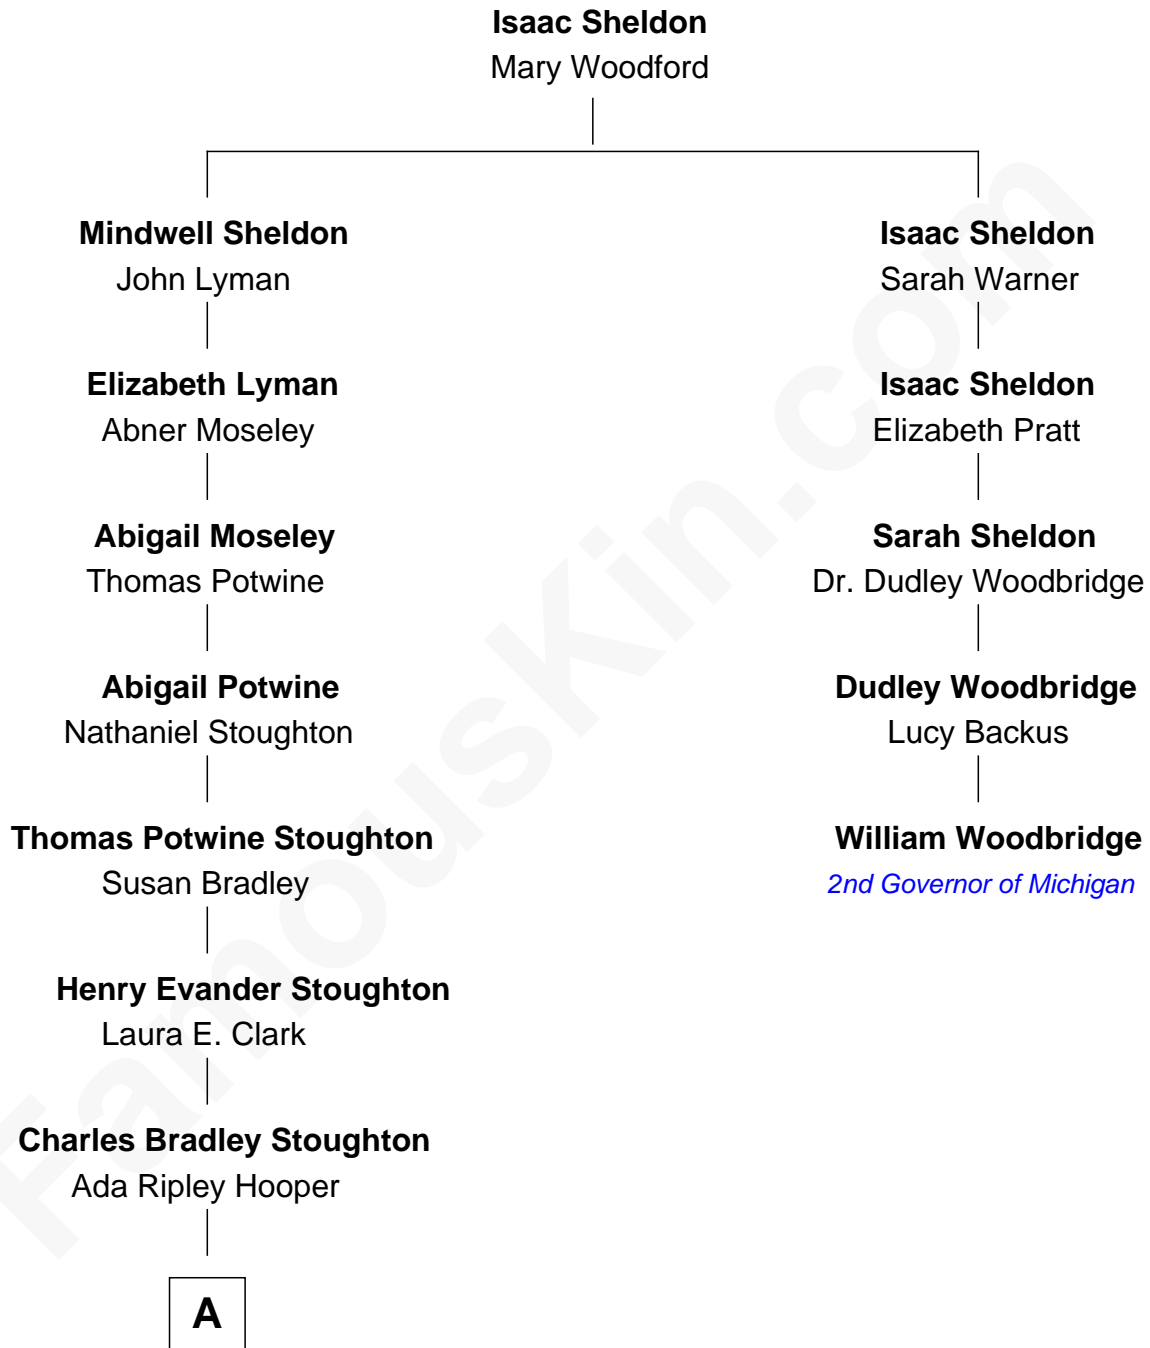 Isaac Sheldon
Mary Woodford
Mindwell Sheldon
John Lyman
Isaac Sheldon
Sarah Warner
Elizabeth Lyman
Abner Moseley
Isaac Sheldon
Elizabeth Pratt
Abigail Moseley
Thomas Potwine
Sarah Sheldon
Dr. Dudley Woodbridge
Abigail Potwine
Nathaniel Stoughton
Dudley Woodbridge
Lucy Backus
Thomas Potwine Stoughton
Susan Bradley
William Woodbridge
2nd Governor of Michigan
Henry Evander Stoughton
Laura E. Clark
Charles Bradley Stoughton
Ada Ripley Hooper
A
FamousKin.com